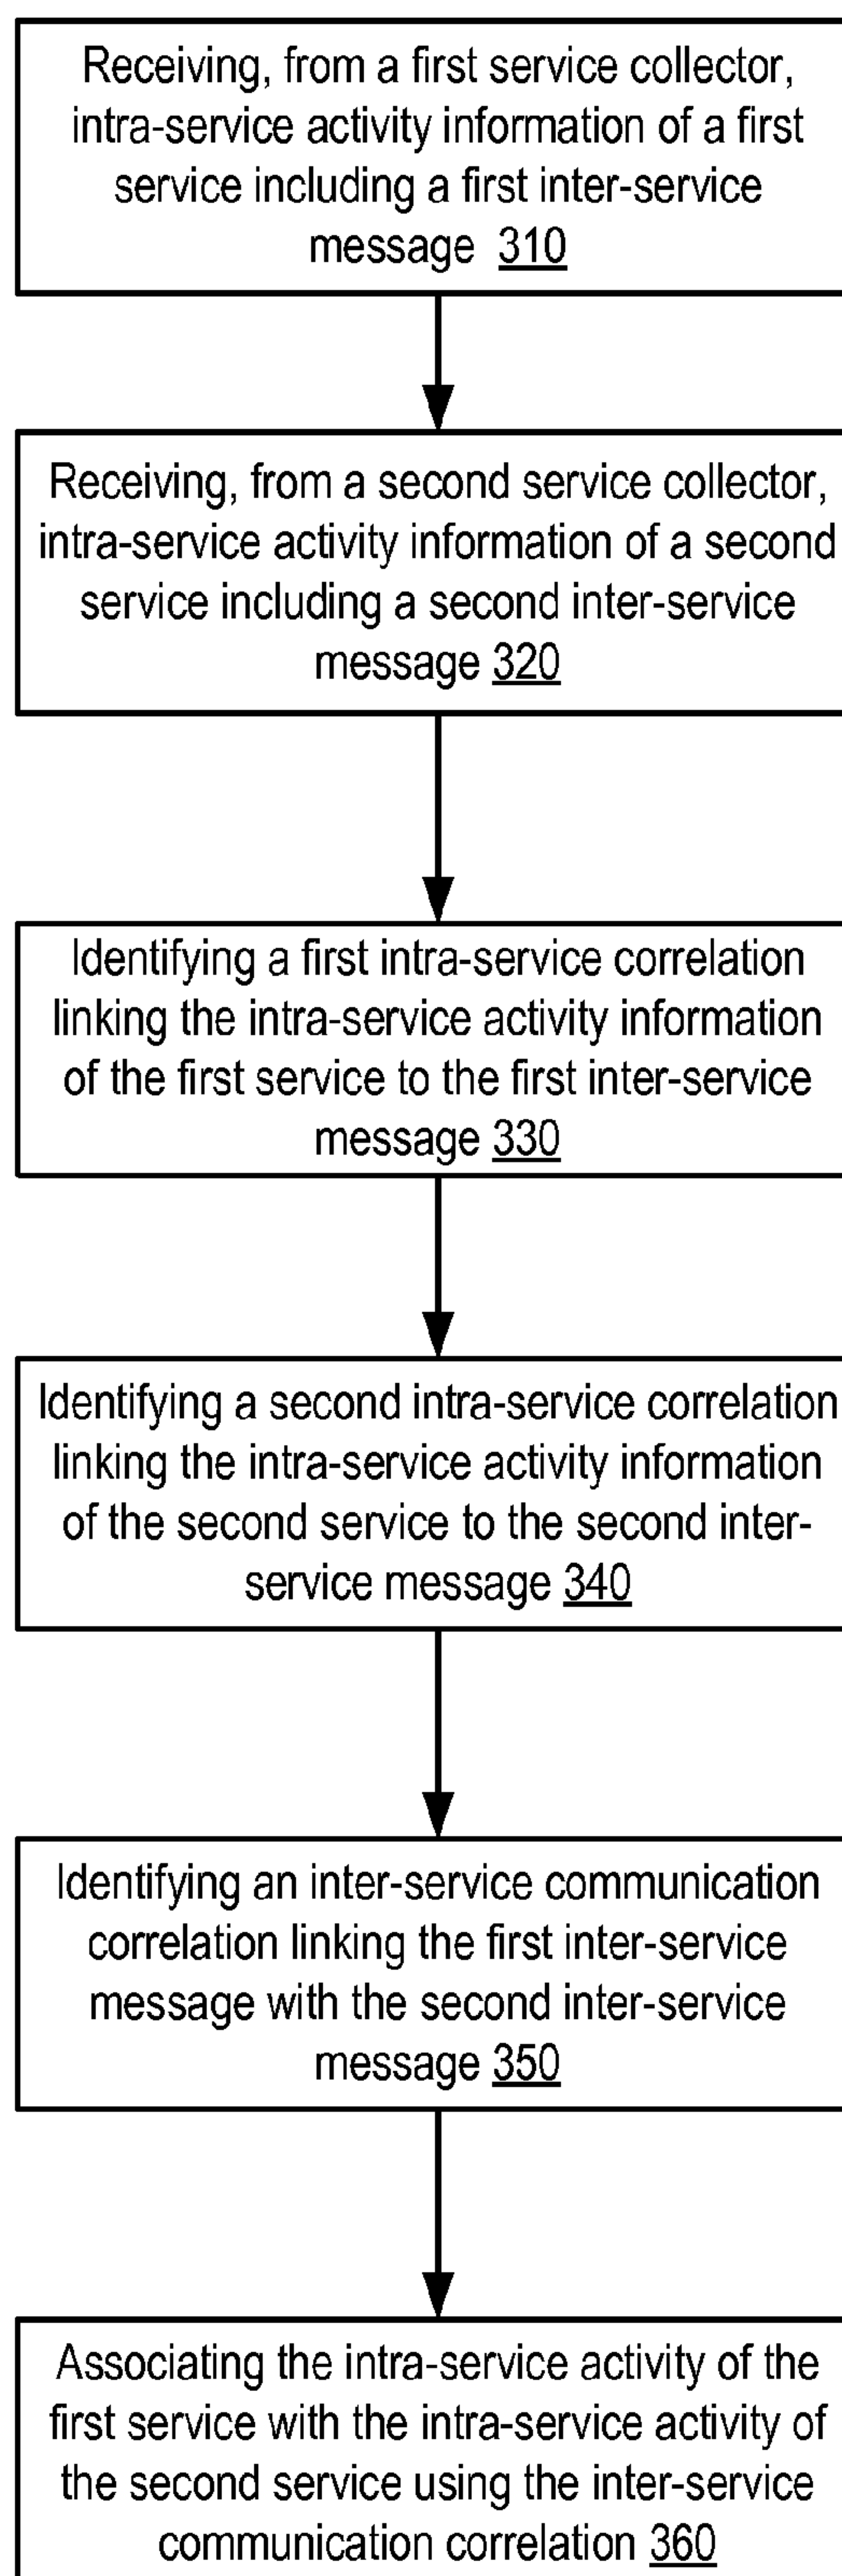 Receiving, from a first service collector,
intra-service activity information of a first
service including a first inter-service
message 310
Receiving, from a second service collector,
intra-service activity information of a second
service including a second inter-service
message 320
Identifying a first intra-service correlation
linking the intra-service activity information
of the first service to the first inter-service
message 330
Identifying a second intra-service correlation
linking the intra-service activity information
of the second service to the second inter-
service message 340
Identifying an inter-service communication
correlation linking the first inter-service
message with the second inter-service
message 350
Associating the intra-service activity of the
first service with the intra-service activity of
the second service using the inter-service
communication correlation 360